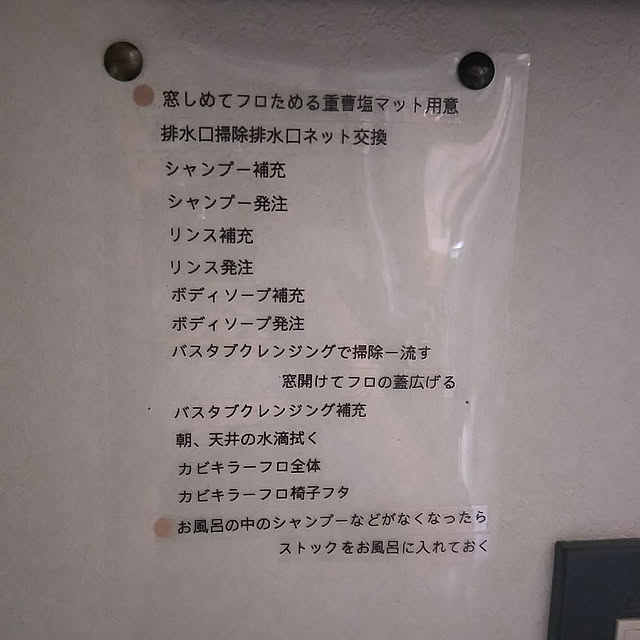 窓しめてフロためる重曹塩マット用意
排水口掃除排水口ネット交換
シャンプー補充
シャンプー発注
リンス補充
リンス発注
ボディソープ補充
ボディソープ発注
バスタブクレンジングで掃除ー流す
窓開けてフロの蓋広げる
バスタブクレンジング補充
朝、天井の水滴拭く
カビキラーフロ全体
カビキラーフロ椅子フタ
お風呂の中のシャンプーなどがなくなったら
ストックをお風呂に入れておく